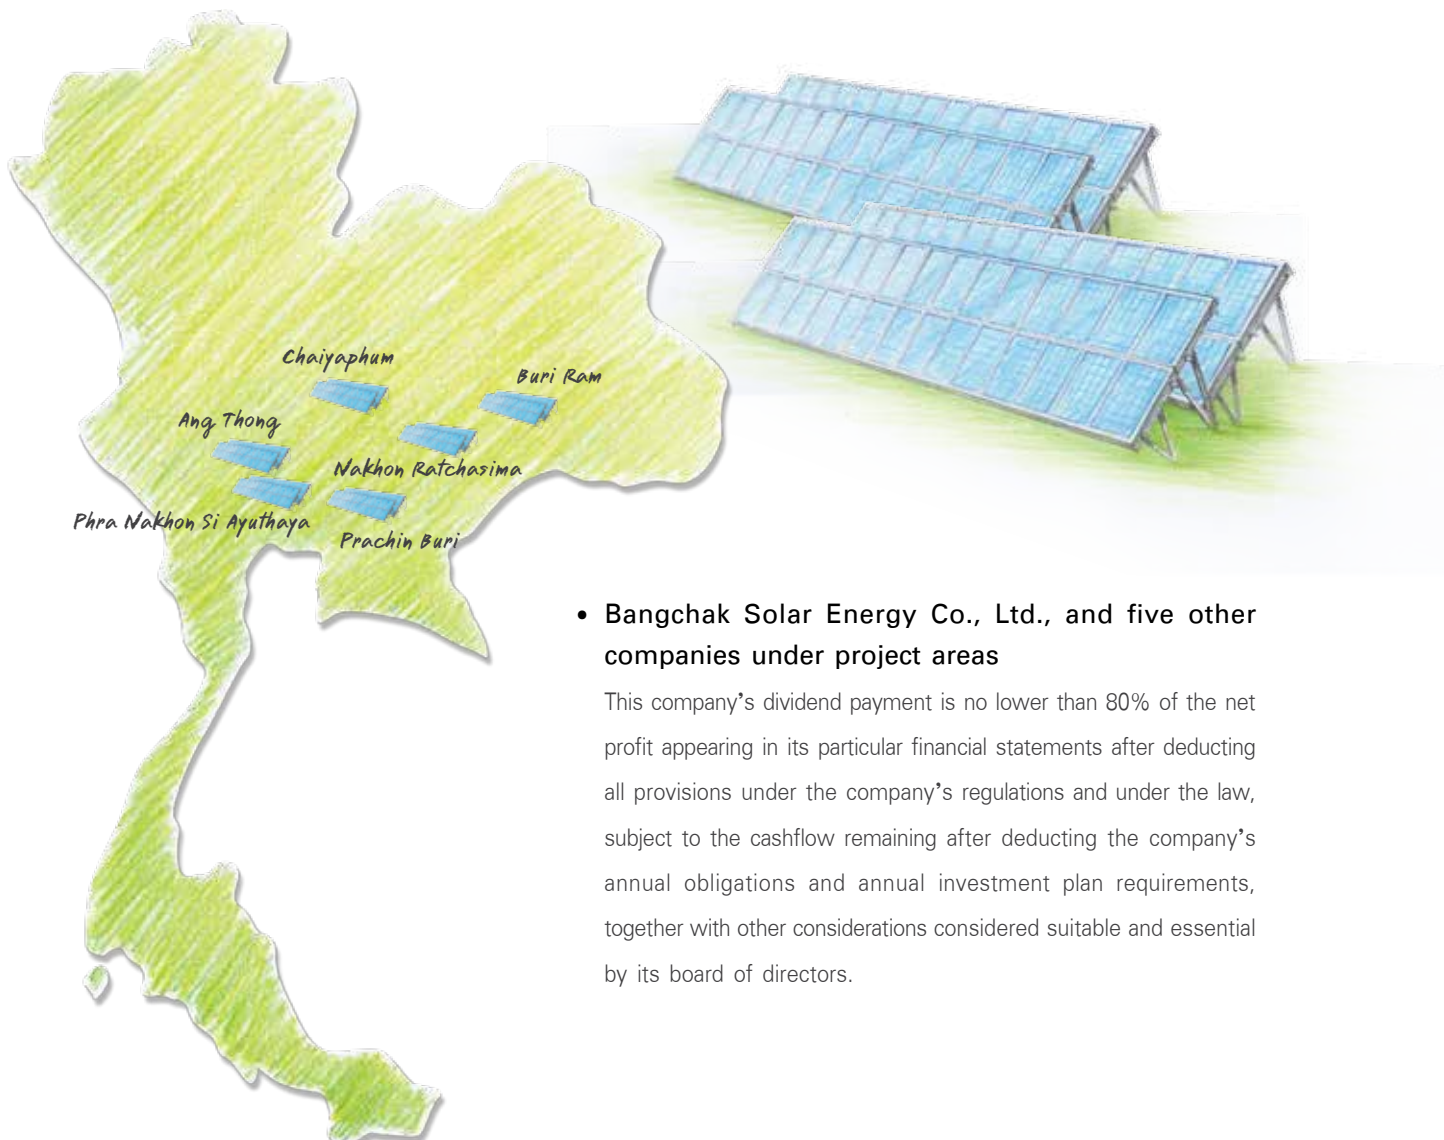 Chaiyaphum
Buri Ram
Ang Thong
Nakhon Ratchasima
Phra Nakhon Si Ayuthaya
Prachin Buri
• Bangchak Solar Energy Co., Ltd., and five other
companies under project areas
This company's dividend payment is no lower than 80% of the net
profit appearing in its particular financial statements after deducting
all provisions under the company's regulations and under the law,
subject to the cashflow remaining after deducting the company's
annual obligations and annual investment plan requirements,
together with other considerations considered suitable and essential
by its board of directors.